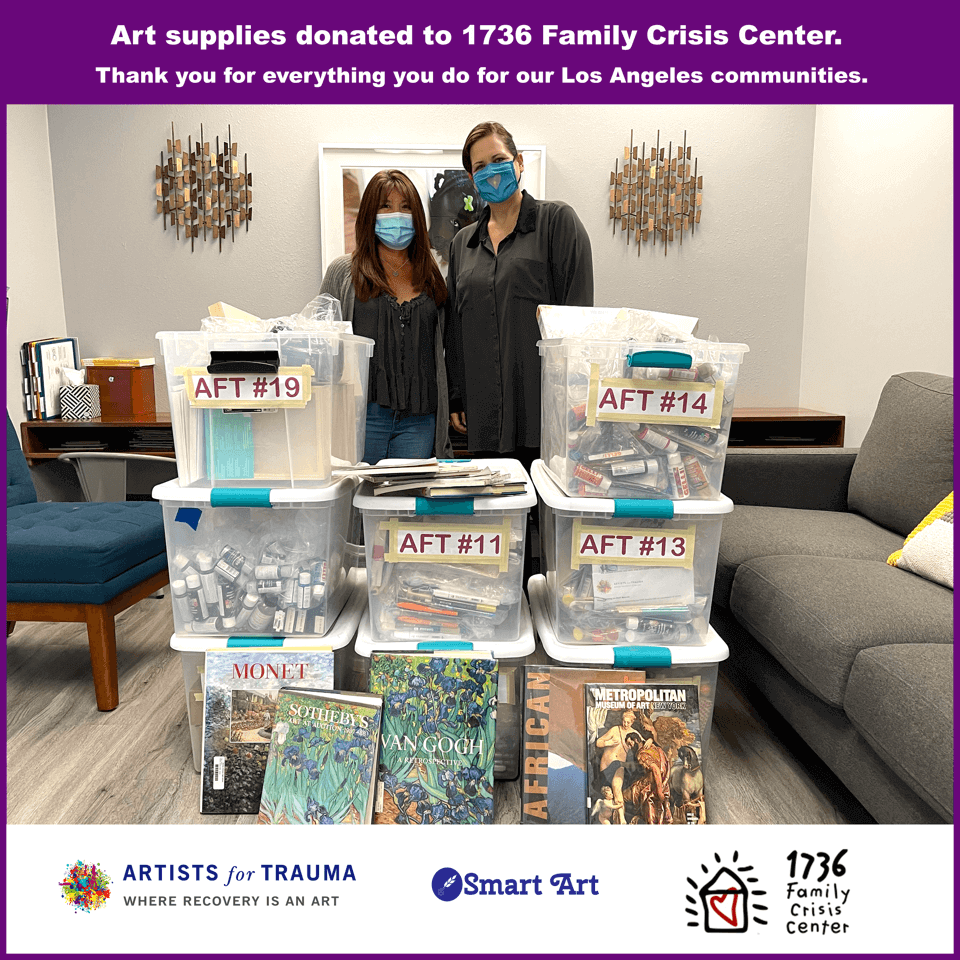 Art supplies donated to 1736 Family Crisis Center.
Thank you for everything you do for our Los Angeles communities.
AFT #19
AFT #14
AFT #11
AFT #13
MONET
SOTHEBY'S
VAN GOGH
A RETROSPECTIVE
AFRICAN
METROPOLITAN
MUSEUM OF ART NEW YORK
ARTISTS for TRAUMA
WHERE RECOVERY IS AN ART
Smart Art
1736
Family
Crisis
Center